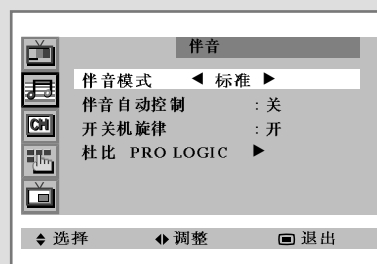 伴音
伴音模式 ◀ 标准 ▶
伴音自动控制 : 关
开关机旋律 : 开
杜比 PRO LOGIC ▶
CH
选择 调整 退出